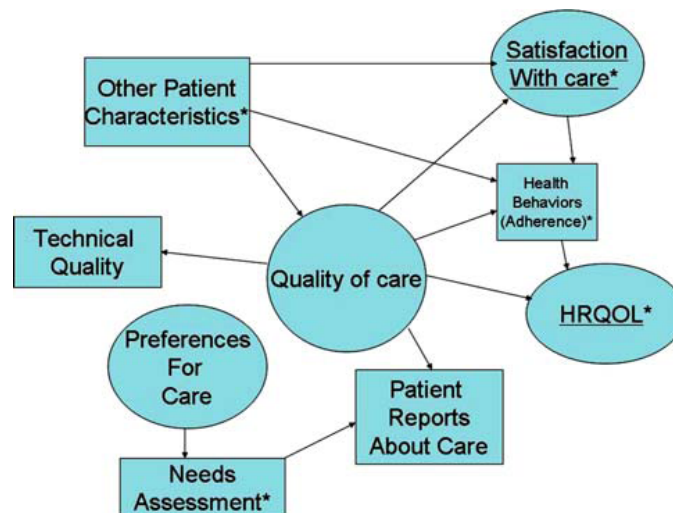 Satisfaction
With care*
Other Patient
Characteristics*
Health
Behaviors
(Adherence)*
Technical
Quality
Quality of care
HRQOL*
Preferences
For
Care
Patient
Reports
About Care
Needs
Assessment*